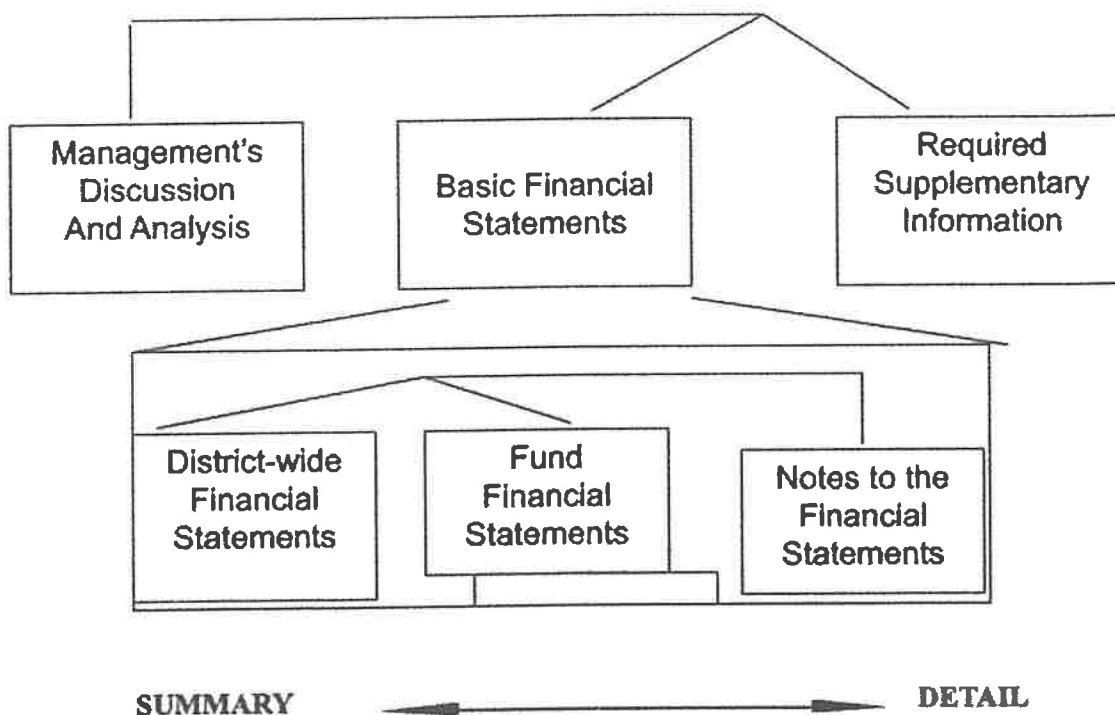 Management's
Discussion
And Analysis
Basic Financial
Statements
Required
Supplementary
Information
District-wide
Financial
Statements
Fund
Financial
Statements
Notes to the
Financial
Statements
SUMMARY
DETAIL